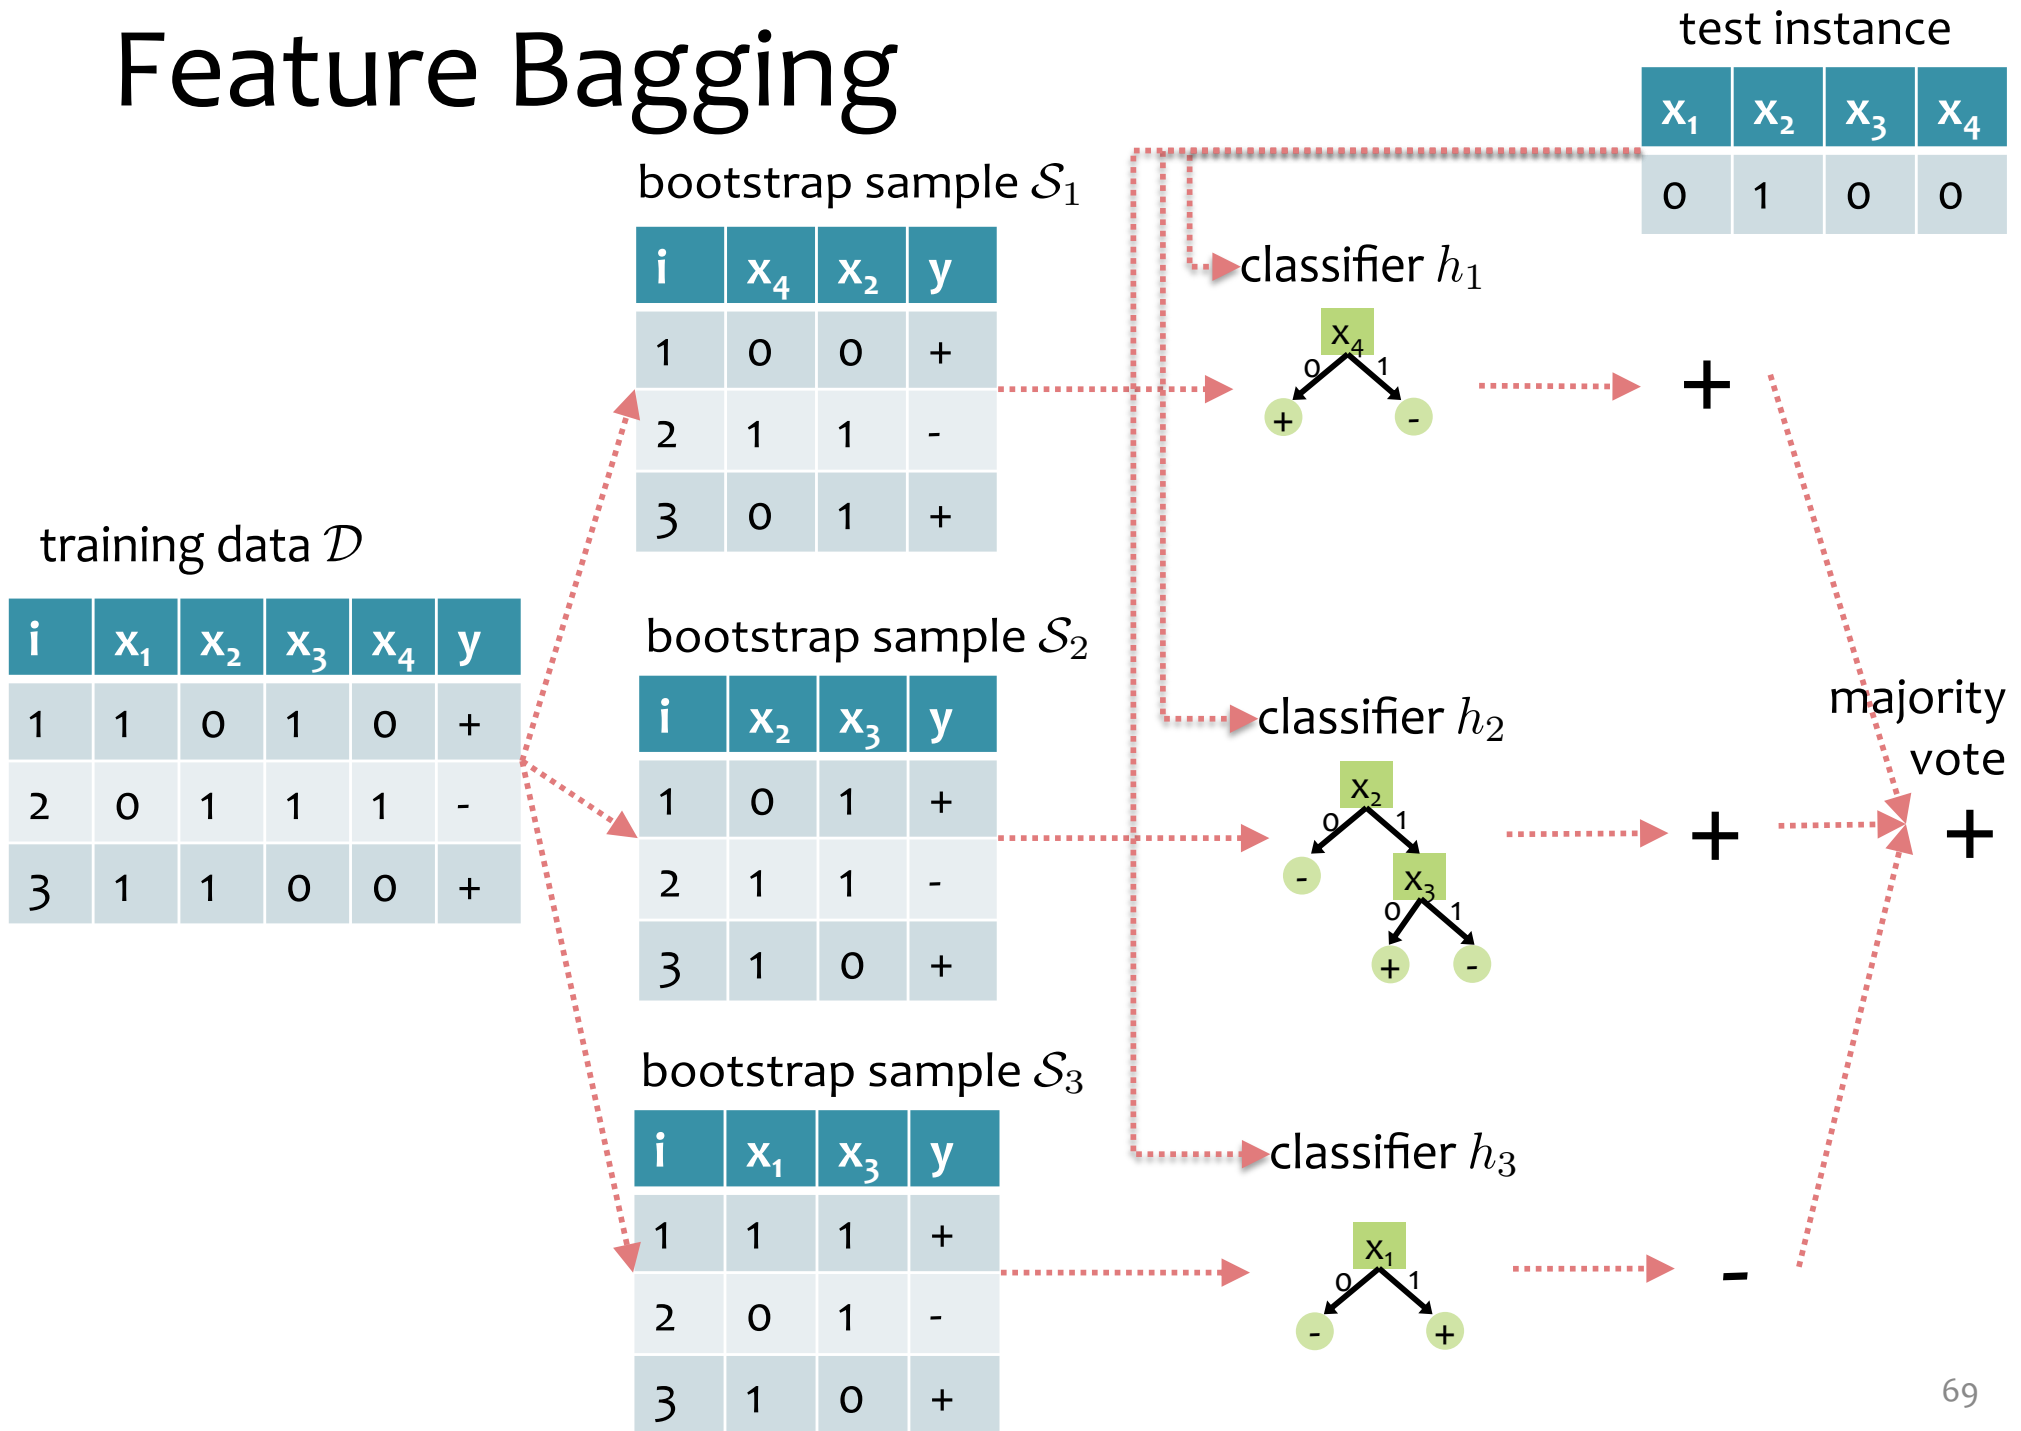 Feature Bagging
test instance
x₁ x₂ x₃ x₄
0 1 0 0
bootstrap sample 𝒮₁
i x₄ x₂ y
1 0 0 +
2 1 1 -
3 0 1 +
classifier h₁
x₄
0 1
+ -
+
training data 𝒟
i x₁ x₂ x₃ x₄ y
1 1 0 1 0 +
2 0 1 1 1 -
3 1 1 0 0 +
bootstrap sample 𝒮₂
i x₂ x₃ y
1 0 1 +
2 1 1 -
3 1 0 +
classifier h₂
x₂
0 1
- x₃
0 1
+ -
+
majority
vote
+
bootstrap sample 𝒮₃
i x₁ x₃ y
1 1 1 +
2 0 1 -
3 1 0 +
classifier h₃
x₁
0 1
- +
-
69